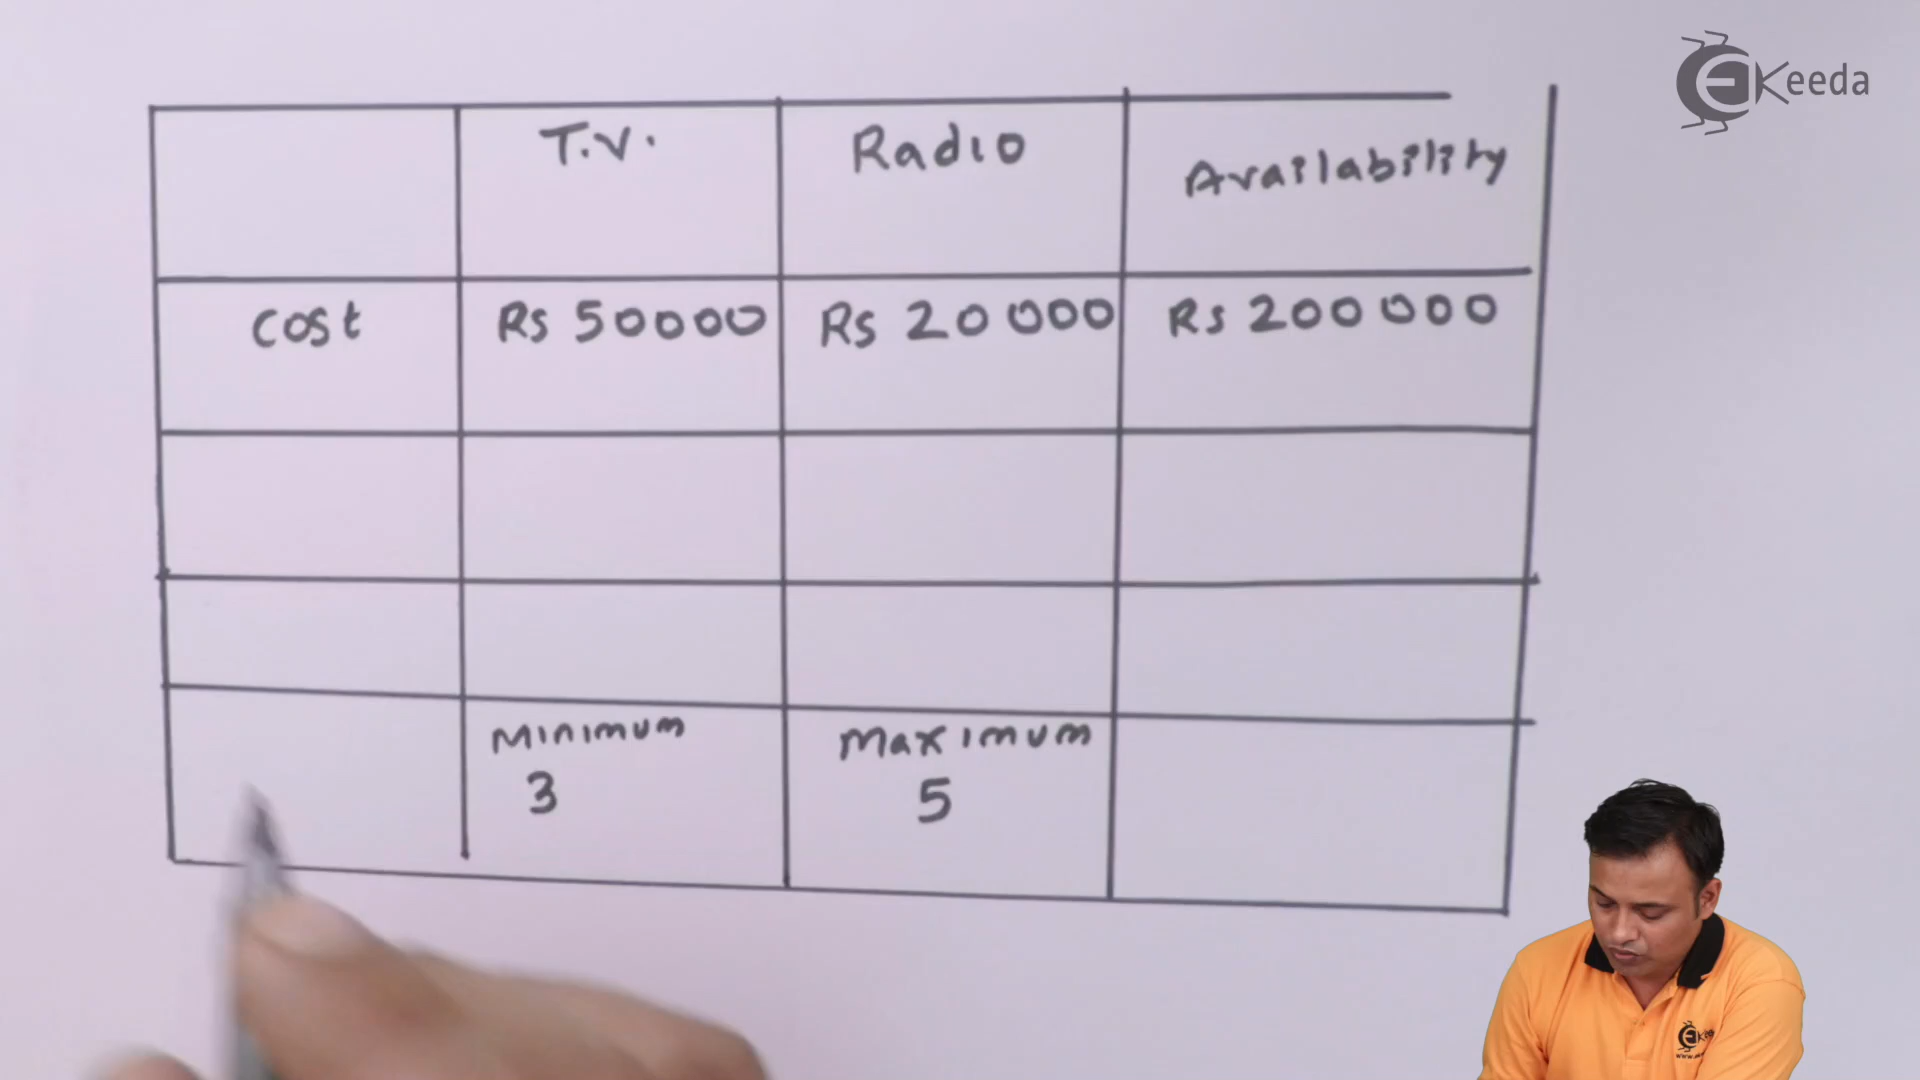 EKeeda
T.V. Radio Availability
Cost Rs 50000 Rs 20000 Rs 200000
Minimum Maximum
3 5